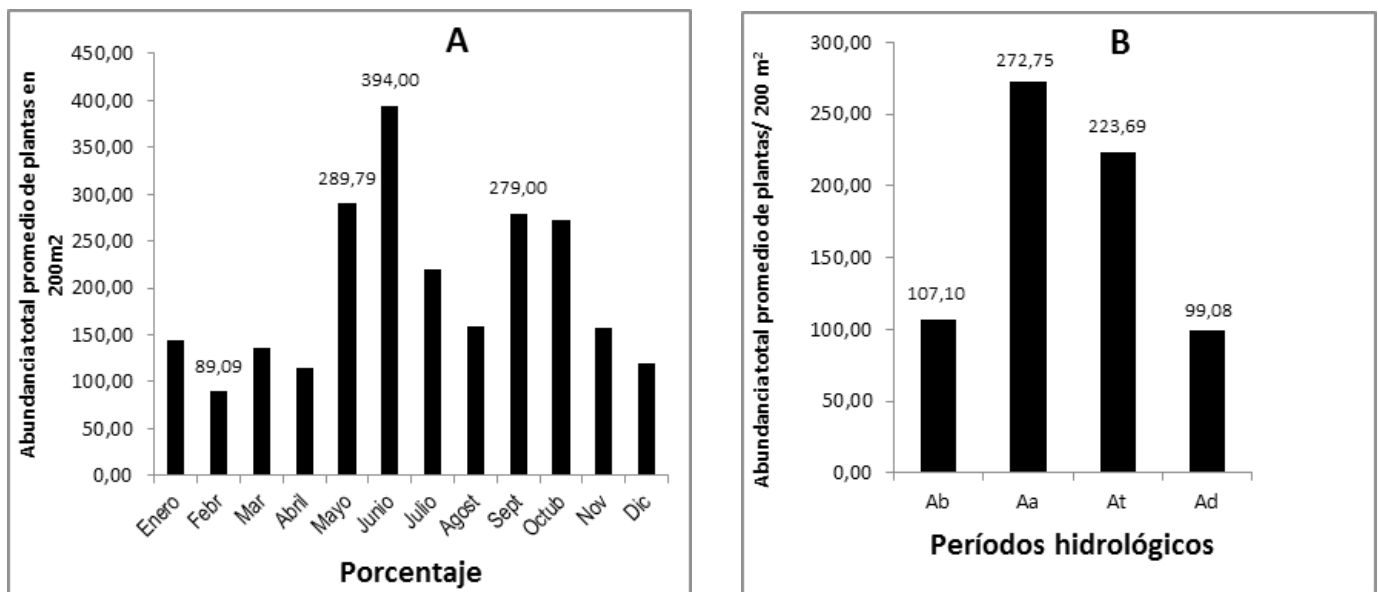 A
Abundancia total promedio de plantas en
200m2
450,00
400,00
350,00
300,00
250,00
200,00
150,00
100,00
50,00
0,00
89,09
289,79
394,00
279,00
Enero
Febr
Mar
Abril
Mayo
Junio
Julio
Agost
Sept
Octub
Nov
Dic
Porcentaje
B
Abundancia total promedio de plantas/ 200 m²
300,00
250,00
200,00
150,00
100,00
50,00
0,00
107,10
272,75
223,69
99,08
Ab
Aa
At
Ad
Períodos hidrológicos